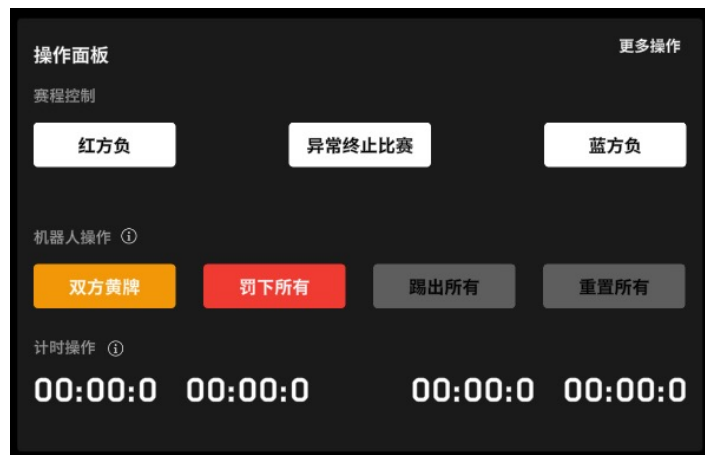 操作面板 更多操作
赛程控制
红方负 异常终止比赛 蓝方负
机器人操作
双方黄牌 罚下所有 踢出所有 重置所有
计时操作
00:00:0 00:00:0 00:00:0 00:00:0